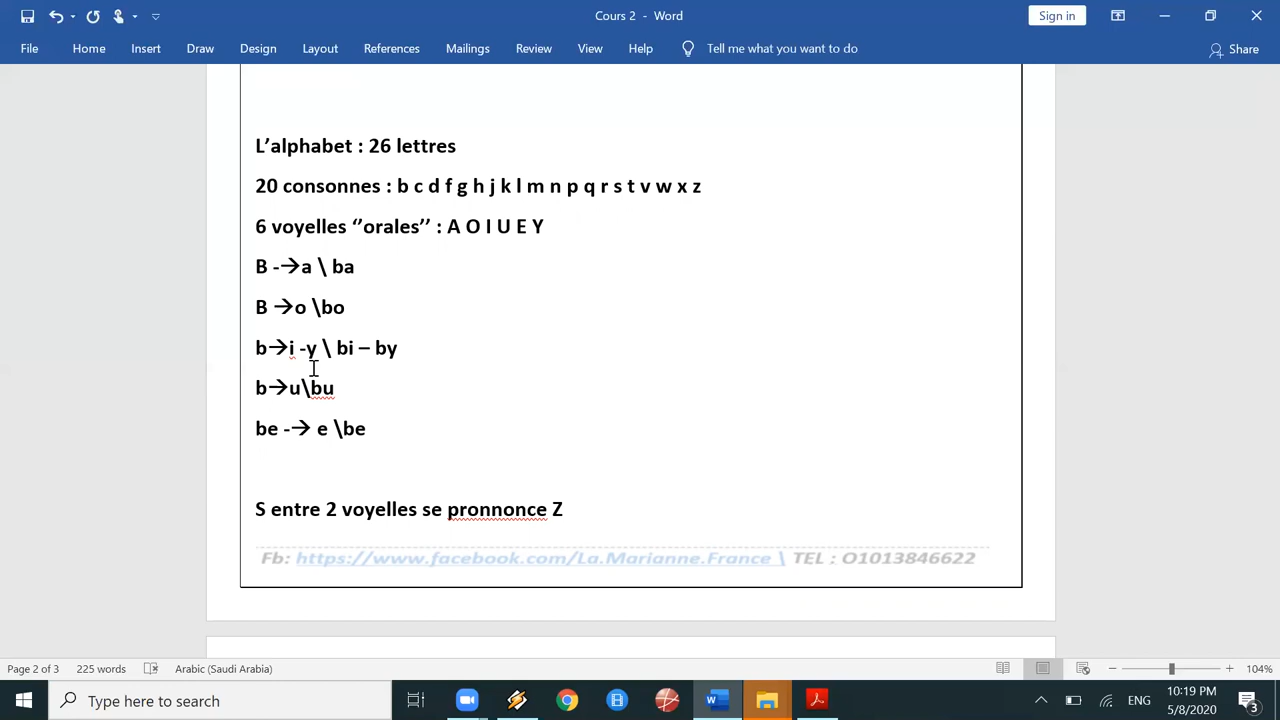 Cours 2 - Word
Sign in
File Home Insert Draw Design Layout References Mailings Review View Help Tell me what you want to do Share
L’alphabet : 26 lettres
20 consonnes : b c d f g h j k l m n p q r s t v w x z
6 voyelles ‘’orales’’ : A O I U E Y
B -→a \ ba
B →o \bo
b→i -y \ bi – by
b→u\bu
be -→ e \be
S entre 2 voyelles se pronnonce Z
Fb: https://www.facebook.com/La.Marianne.France \ TEL : O1013846622
Page 2 of 3 225 words Arabic (Saudi Arabia) 104%
Type here to search
ENG
10:19 PM
5/8/2020
3